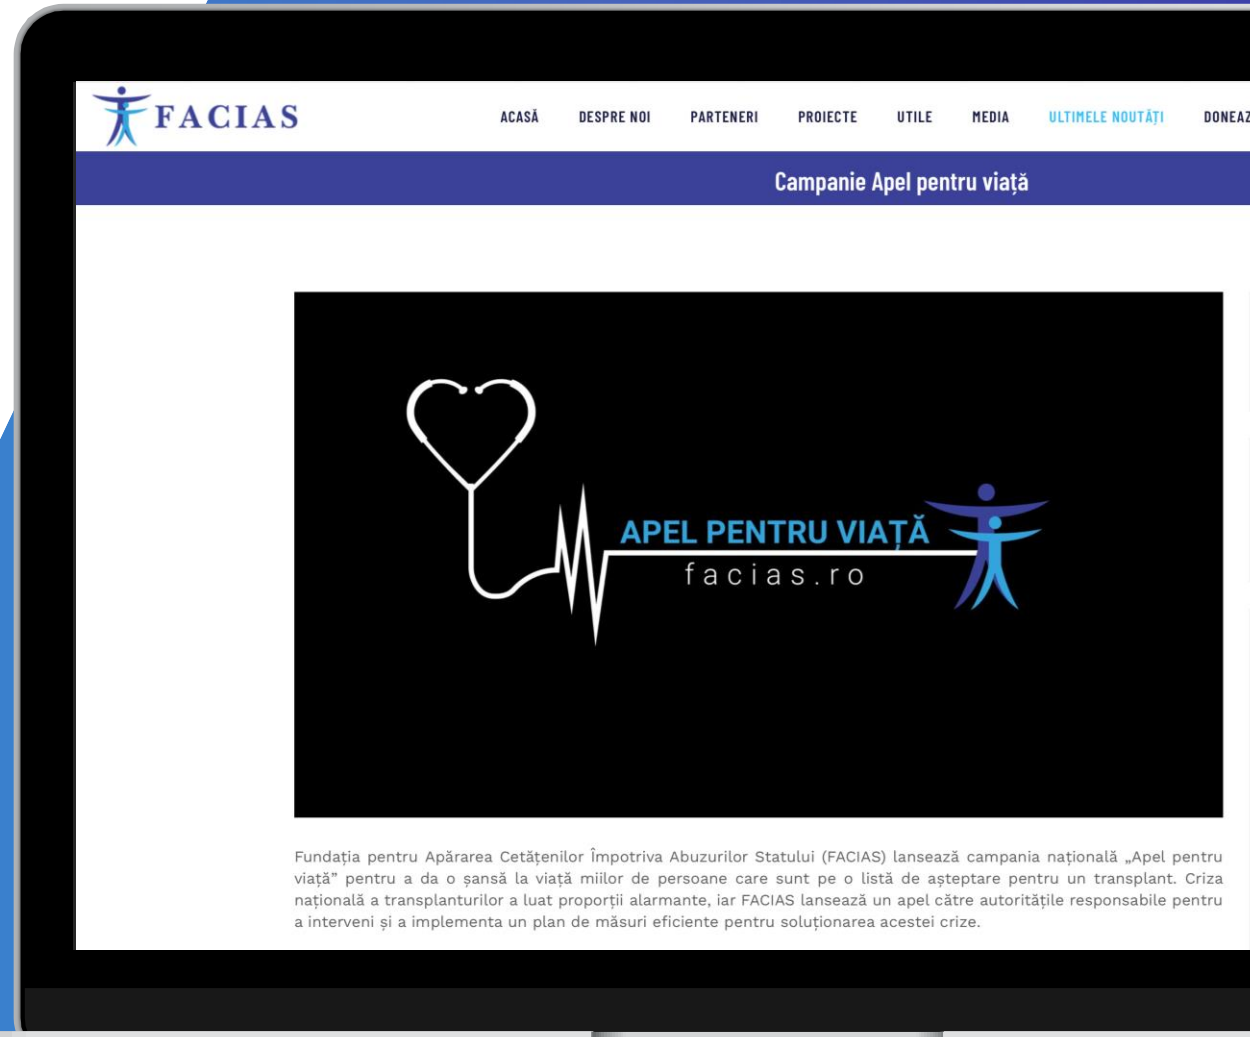 FACIAS
ACASĂ DESPRE NOI PARTENERI PROIECTE UTILE MEDIA ULTIMELE NOUTĂȚI DONEAZ
Campanie Apel pentru viață
APEL PENTRU VIAȚĂ
facias.ro
Fundația pentru Apărarea Cetățenilor Împotriva Abuzurilor Statului (FACIAS) lansează campania națională „Apel pentru
viață” pentru a da o șansă la viață miilor de persoane care sunt pe o listă de așteptare pentru un transplant. Criza
națională a transplanturilor a luat proporții alarmante, iar FACIAS lansează un apel către autoritățile responsabile pentru
a interveni și a implementa un plan de măsuri eficiente pentru soluționarea acestei crize.